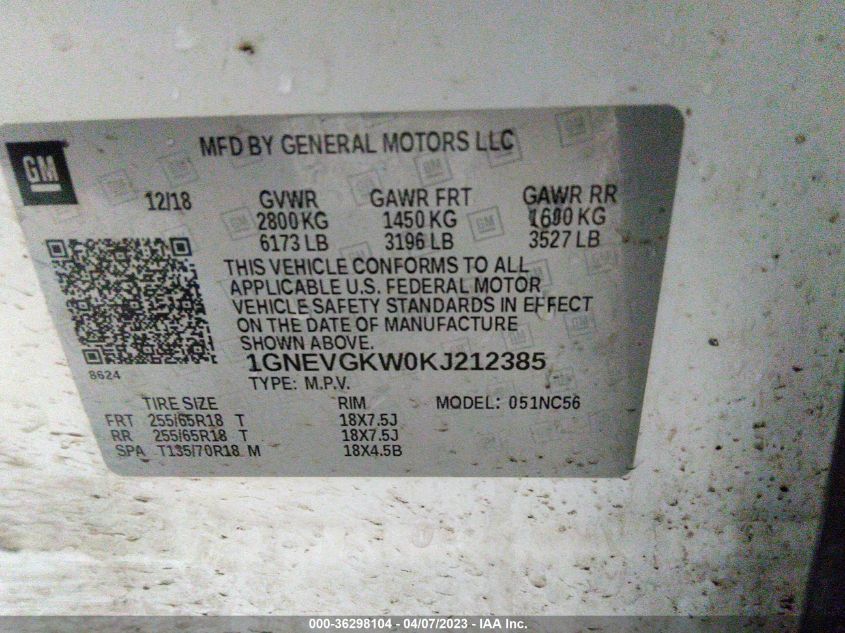 MFD BY GENERAL MOTORS LLC
GM
12/18 GVWR GAWR FRT GAWR RR
2800 KG 1450 KG 1600 KG
6173 LB 3196 LB 3527 LB
THIS VEHICLE CONFORMS TO ALL
APPLICABLE U.S. FEDERAL MOTOR
VEHICLE SAFETY STANDARDS IN EFFECT
ON THE DATE OF MANUFACTURE
SHOWN ABOVE.
8624
1GNEVGKW0KJ212385
TYPE: M.P.V.
TIRE SIZE RIM MODEL: 051NC56
FRT 255/65R18 T 18X7.5J
RR 255/65R18 T 18X7.5J
SPA T135/70R18 M 18X4.5B
000-36298104 - 04/07/2023 - IAA Inc.